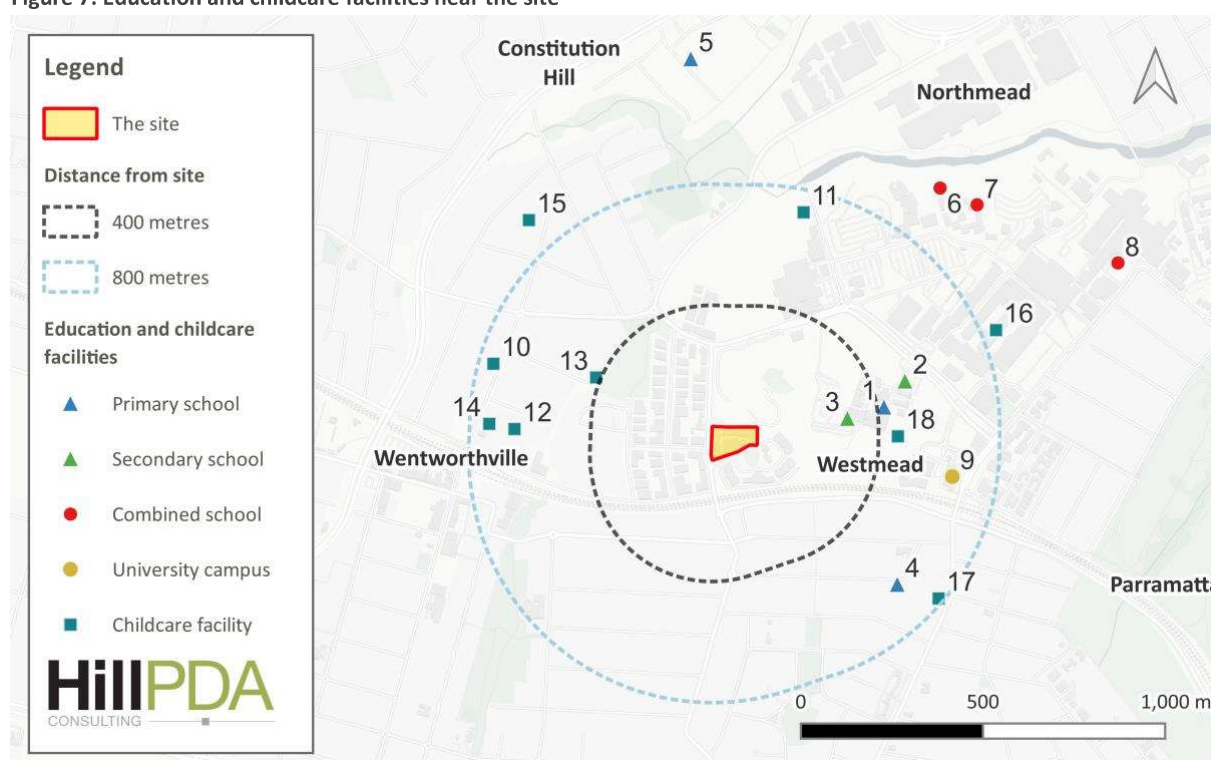 Figure 7: Education and childcare facilities near the site
Legend
The site
Distance from site
400 metres
800 metres
Education and childcare
facilities
Primary school
Secondary school
Combined school
University campus
Childcare facility
HillPDA
CONSULTING
Constitution
Hill
5
Northmead
15
11
6
7
8
16
10
13
2
1
3
14
12
18
Wentworthville
Westmead
9
4
17
Parramatta
0
500
1,000 m